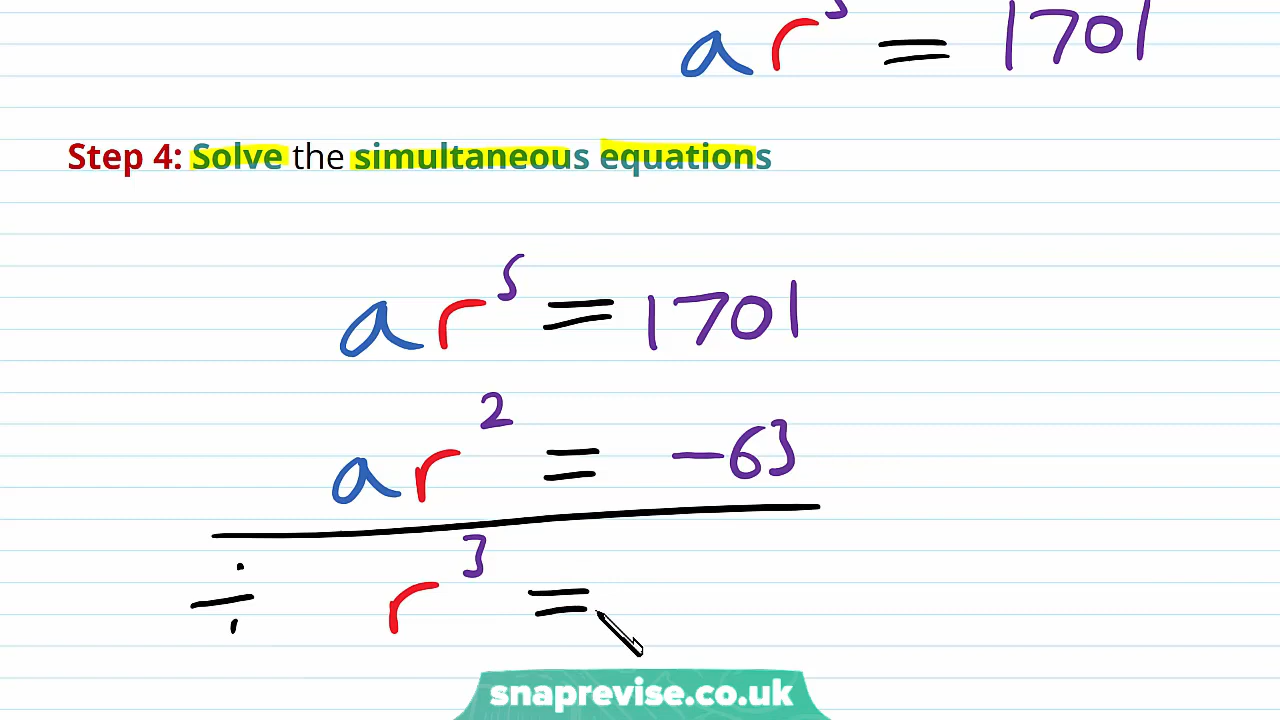 ar⁵ = 1701
Step 4: Solve the simultaneous equations
ar⁵ = 1701
ar² = -63
÷ r³ =
snaprevise.co.uk